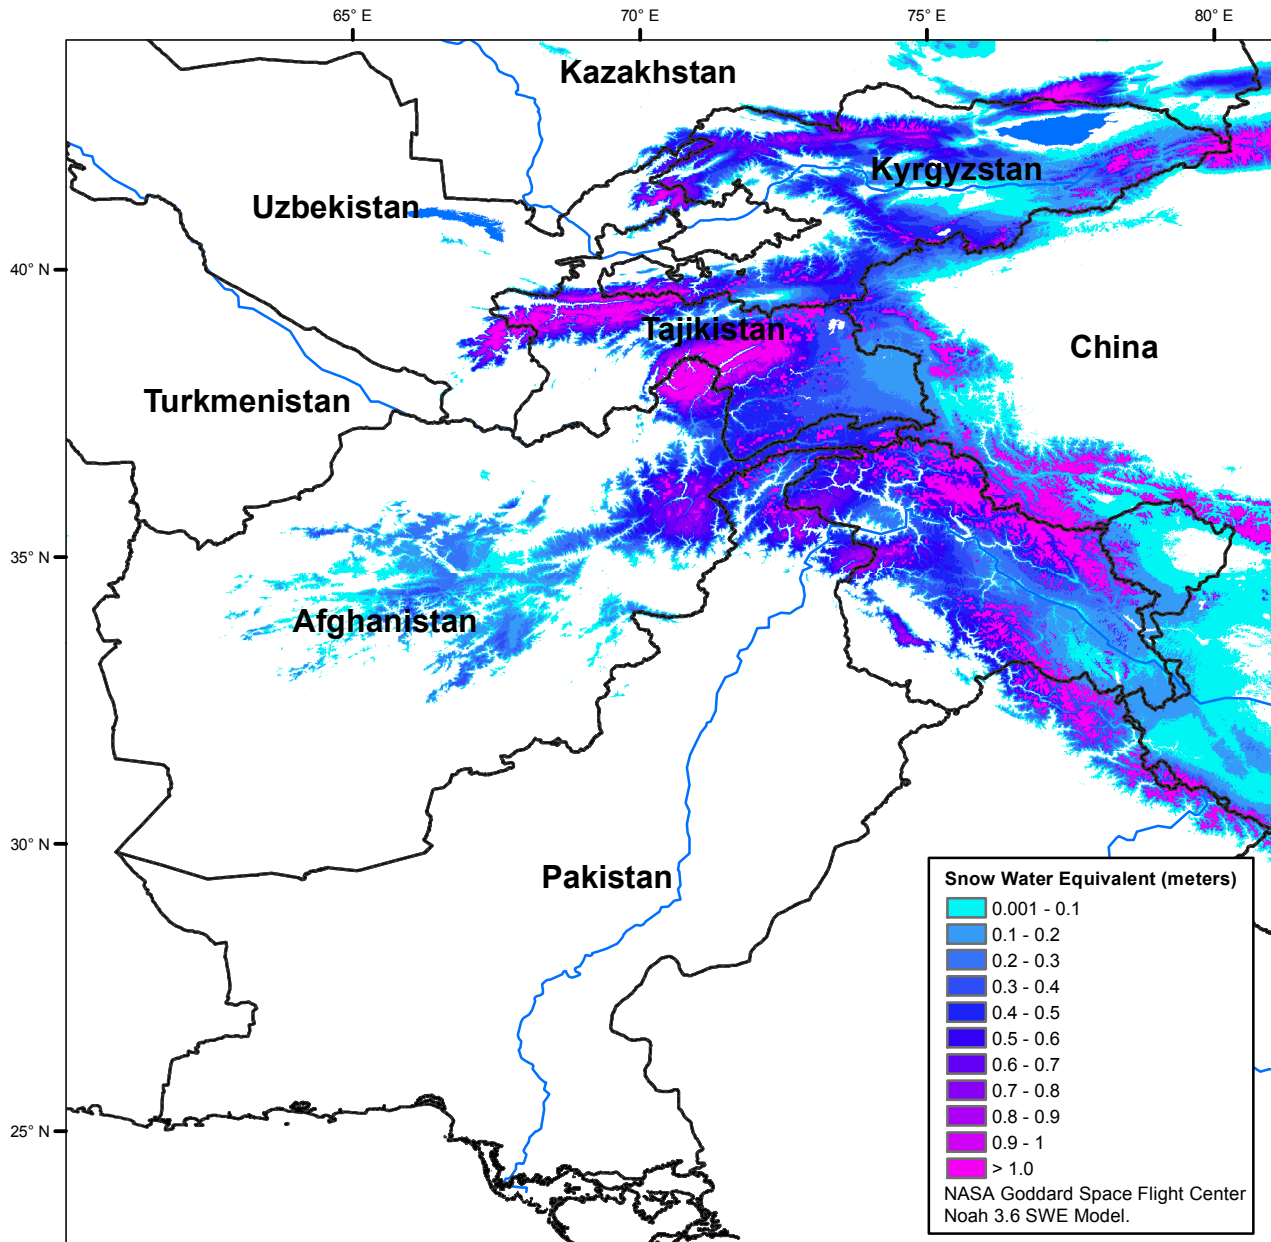 65° E
70° E
75° E
80° E
Kazakhstan
Kyrgyzstan
Uzbekistan
40° N
Tajikistan
China
Turkmenistan
35° N
Afghanistan
30° N
Pakistan
25° N
Snow Water Equivalent (meters)
0.001 - 0.1
0.1 - 0.2
0.2 - 0.3
0.3 - 0.4
0.4 - 0.5
0.5 - 0.6
0.6 - 0.7
0.7 - 0.8
0.8 - 0.9
0.9 - 1
> 1.0
NASA Goddard Space Flight Center
Noah 3.6 SWE Model.